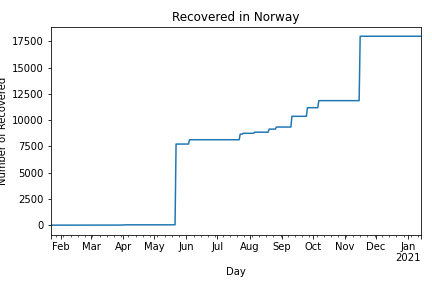 Recovered in Norway
17500
15000
12500
10000
7500
5000
2500
0
Number of Recovered
Feb Mar Apr May Jun Jul Aug Sep Oct Nov Dec Jan
2021
Day